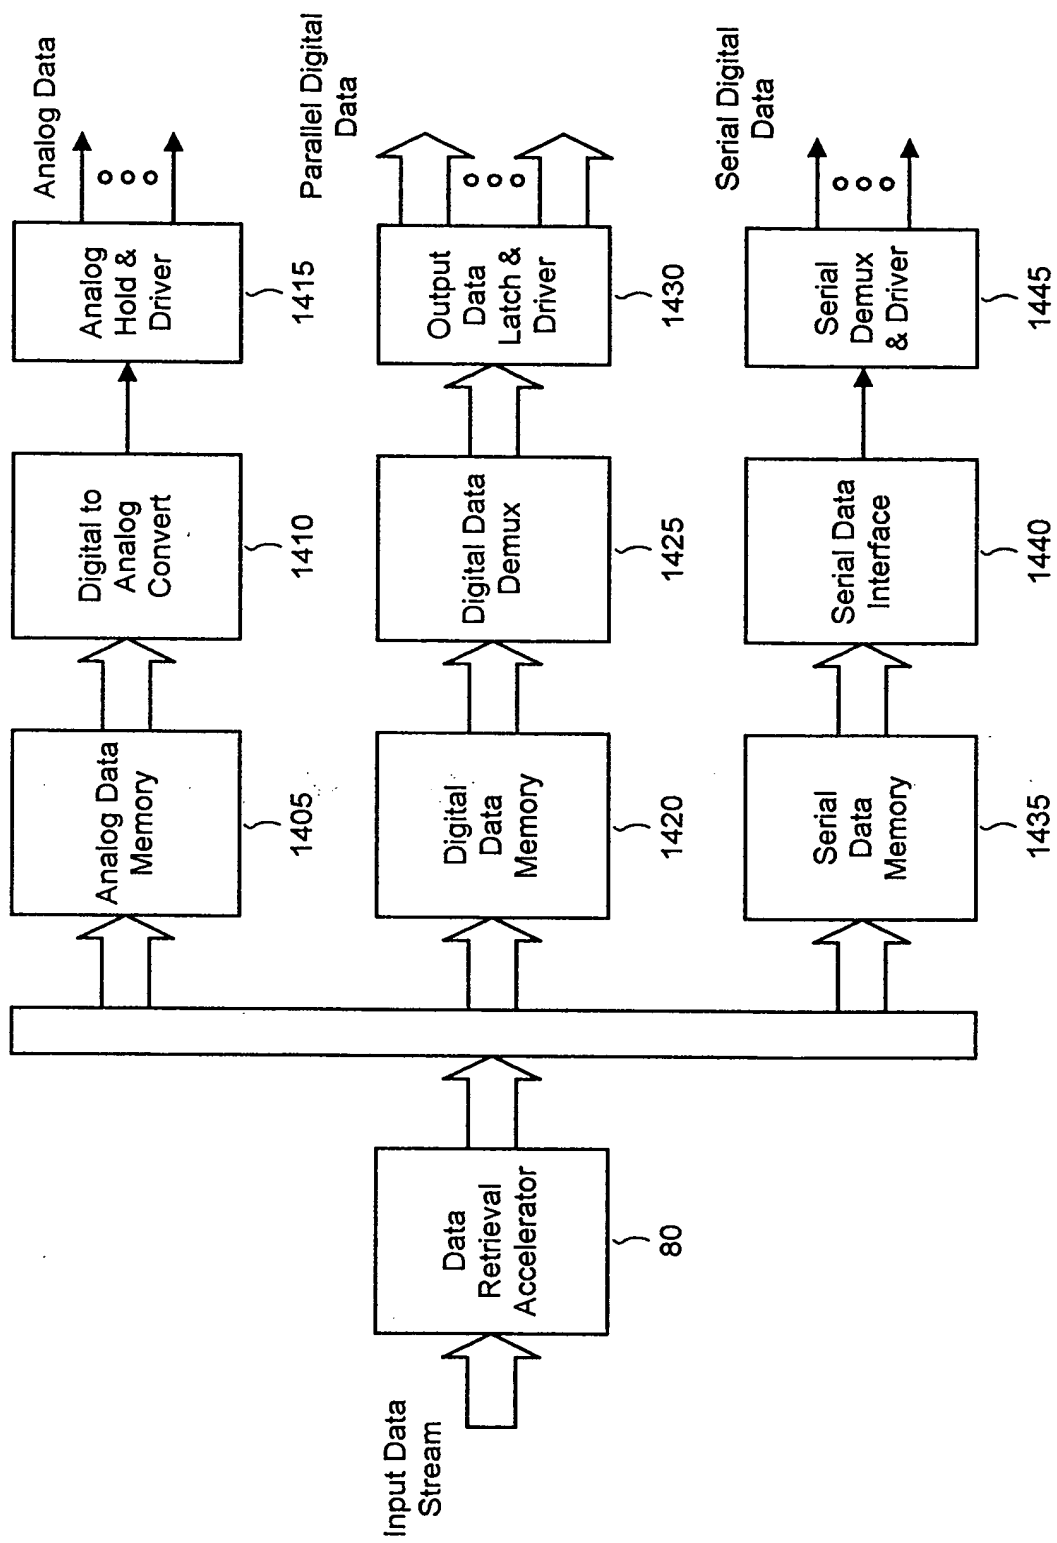 Input Data
Stream
Data
Retrieval
Accelerator
80
Analog Data
Memory
1405
Digital to
Analog
Convert
1410
Analog
Hold &
Driver
1415
Analog Data
Digital
Data
Memory
1420
Digital Data
Demux
1425
Output
Data
Latch &
Driver
1430
Parallel Digital
Data
Serial
Data
Memory
1435
Serial Data
Interface
1440
Serial
Demux
& Driver
1445
Serial Digital
Data